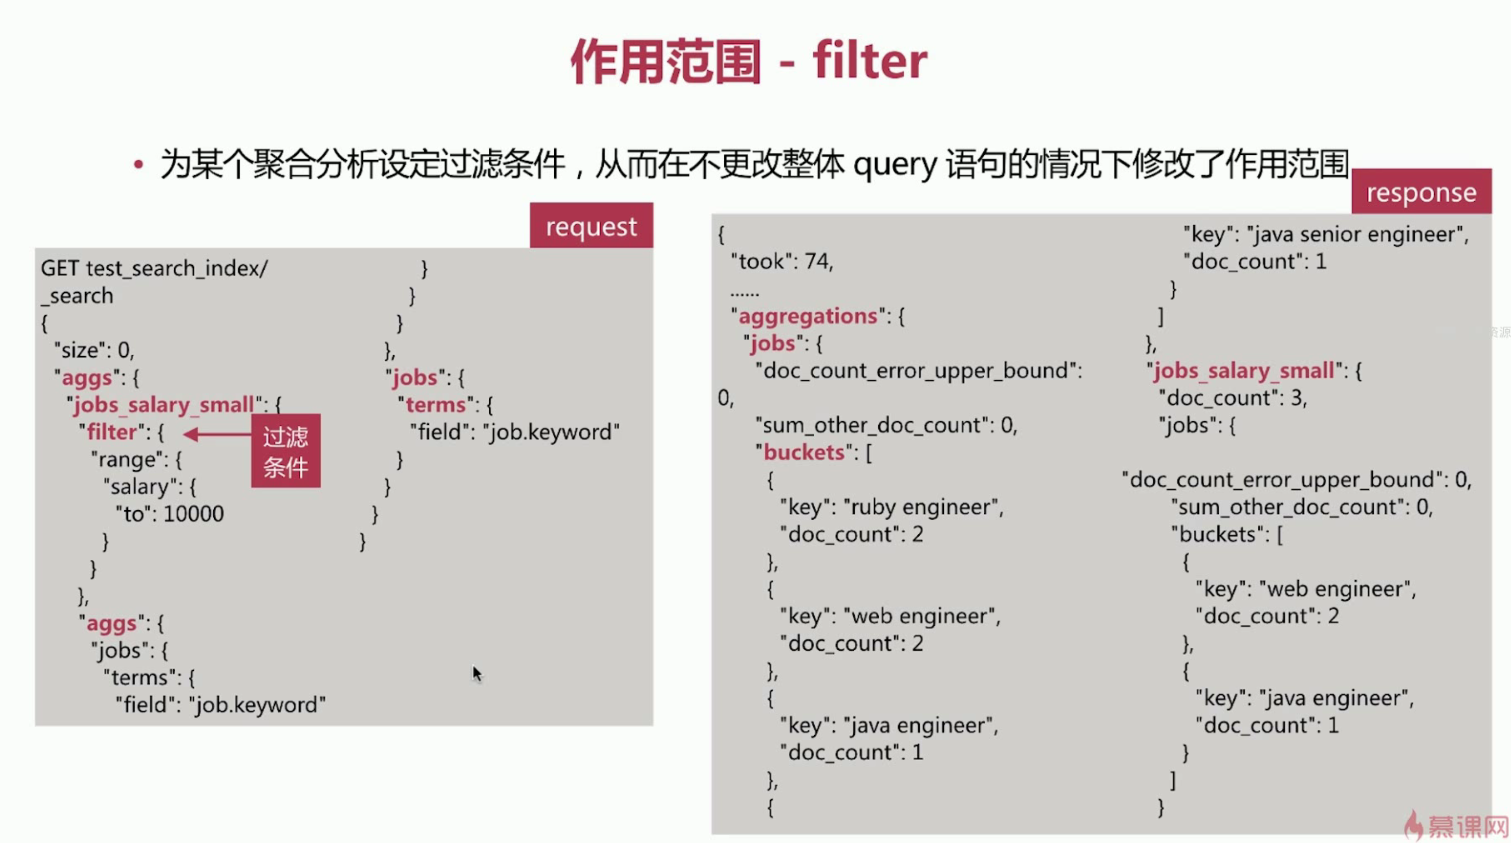 作用范围 - filter
• 为某个聚合分析设定过滤条件，从而在不更改整体 query 语句的情况下修改了作用范围
request
GET test_search_index/
_search
{
"size": 0,
"aggs": {
"jobs_salary_small": {
"filter": {
"range": {
"salary": {
"to": 10000
}
}
},
"aggs": {
"jobs": {
"terms": {
"field": "job.keyword"
}
}
}
},
"jobs": {
"terms": {
"field": "job.keyword"
}
}
}
}
过滤
条件
response
{
"took": 74,
......
"aggregations": {
"jobs": {
"doc_count_error_upper_bound":
0,
"sum_other_doc_count": 0,
"buckets": [
{
"key": "ruby engineer",
"doc_count": 2
},
{
"key": "web engineer",
"doc_count": 2
},
{
"key": "java engineer",
"doc_count": 1
},
{
"key": "java senior engineer",
"doc_count": 1
}
]
},
"jobs_salary_small": {
"doc_count": 3,
"jobs": {
"doc_count_error_upper_bound": 0,
"sum_other_doc_count": 0,
"buckets": [
{
"key": "web engineer",
"doc_count": 2
},
{
"key": "java engineer",
"doc_count": 1
}
]
}
慕课网